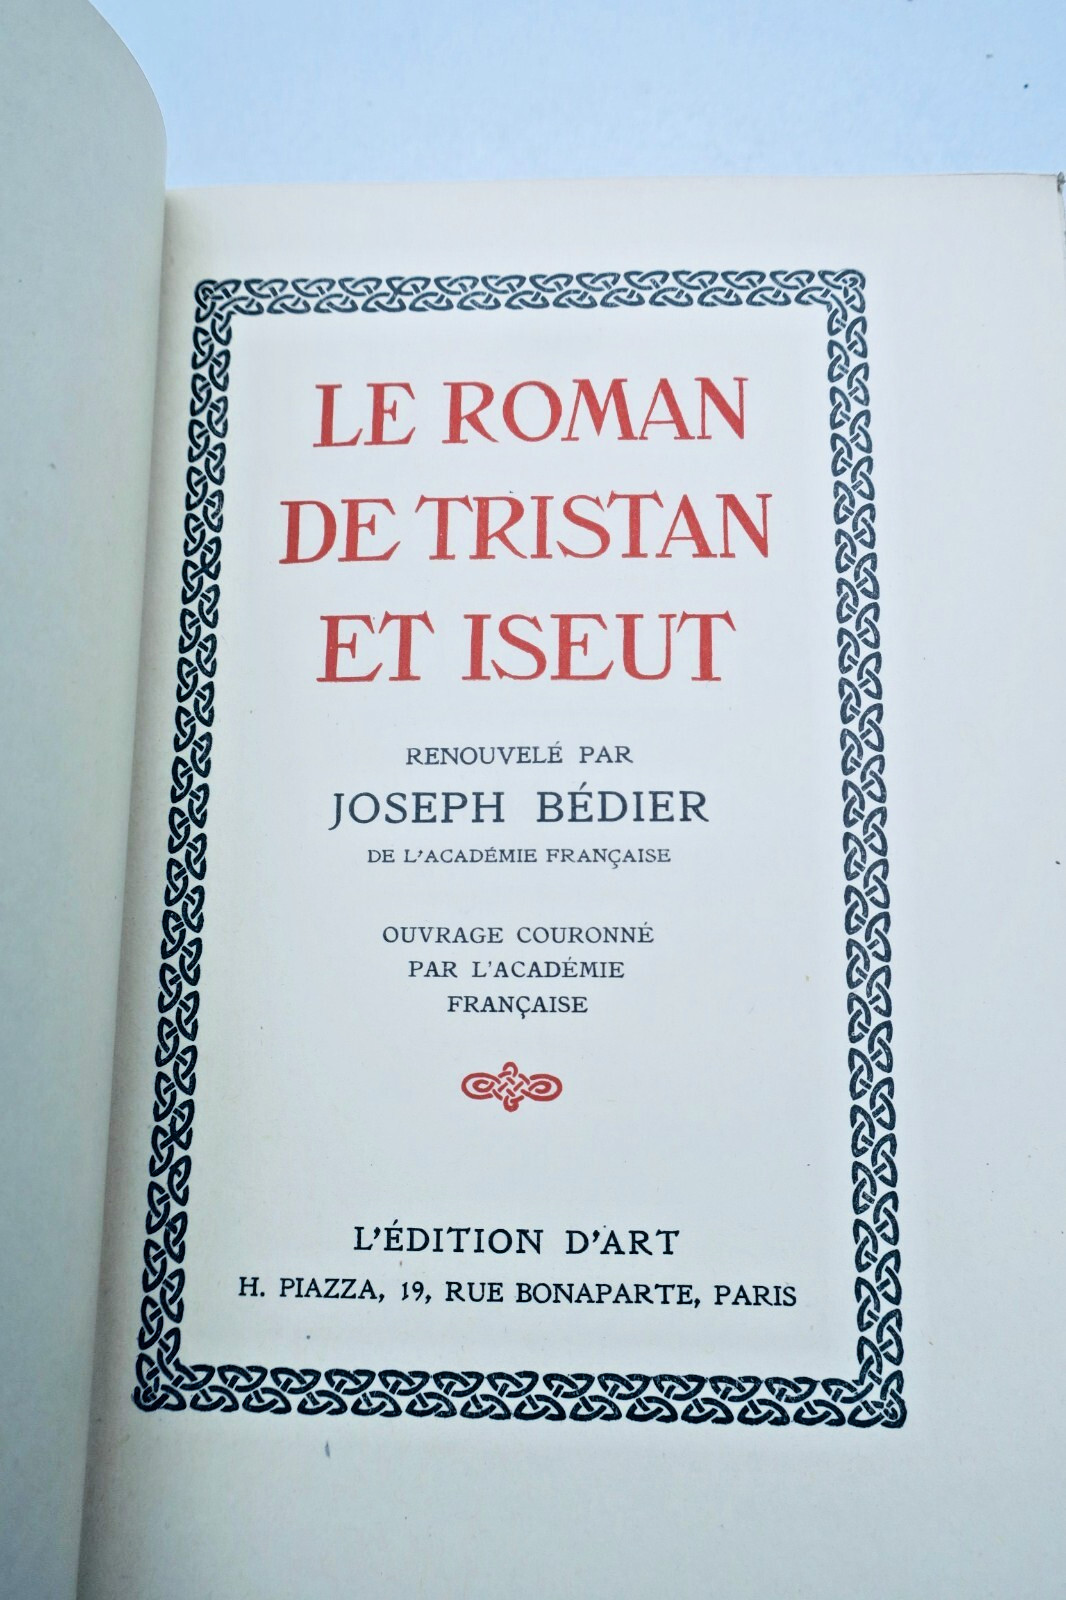 LE ROMAN
DE TRISTAN
ET ISEUT
RENOUVELÉ PAR
JOSEPH BÉDIER
DE L'ACADÉMIE FRANÇAISE
OUVRAGE COURONNÉ
PAR L'ACADÉMIE
FRANÇAISE
L'ÉDITION D'ART
H. PIAZZA, 19, RUE BONAPARTE, PARIS